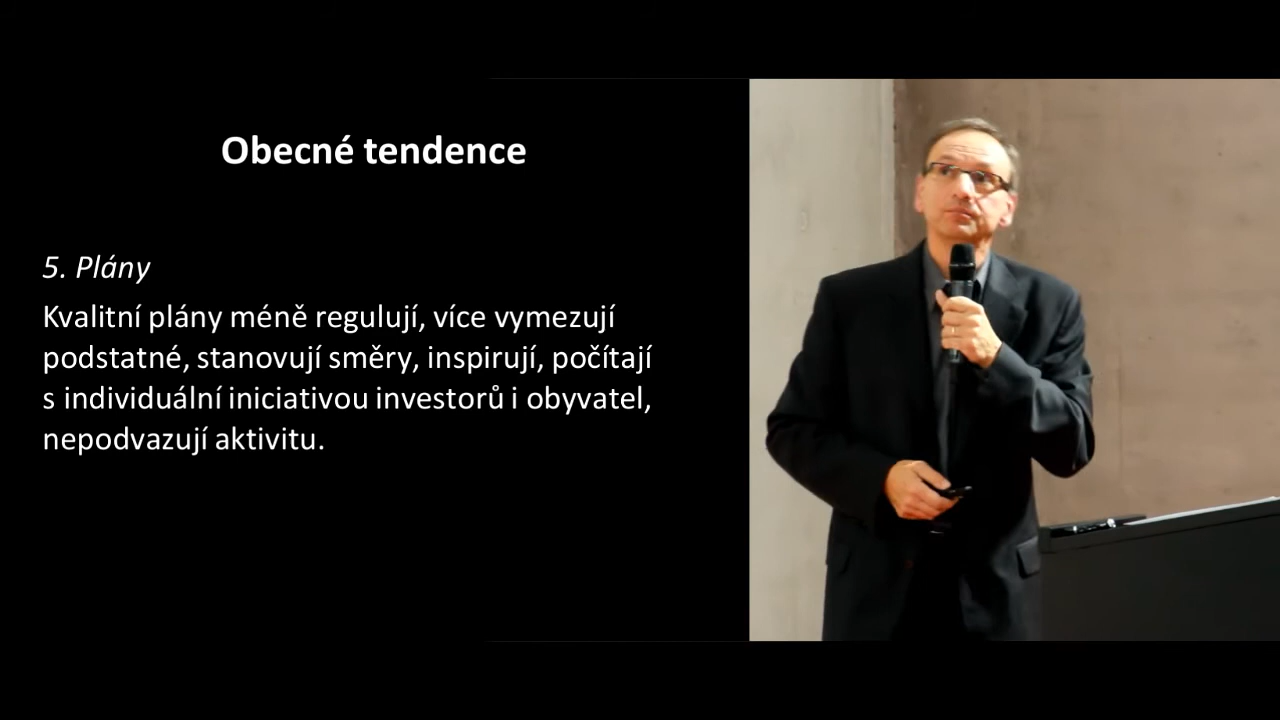 Obecné tendence
5. Plány
Kvalitní plány méně regulují, více vymezují
podstatné, stanovují směry, inspirují, počítají
s individuální iniciativou investorů i obyvatel,
nepodvazují aktivitu.